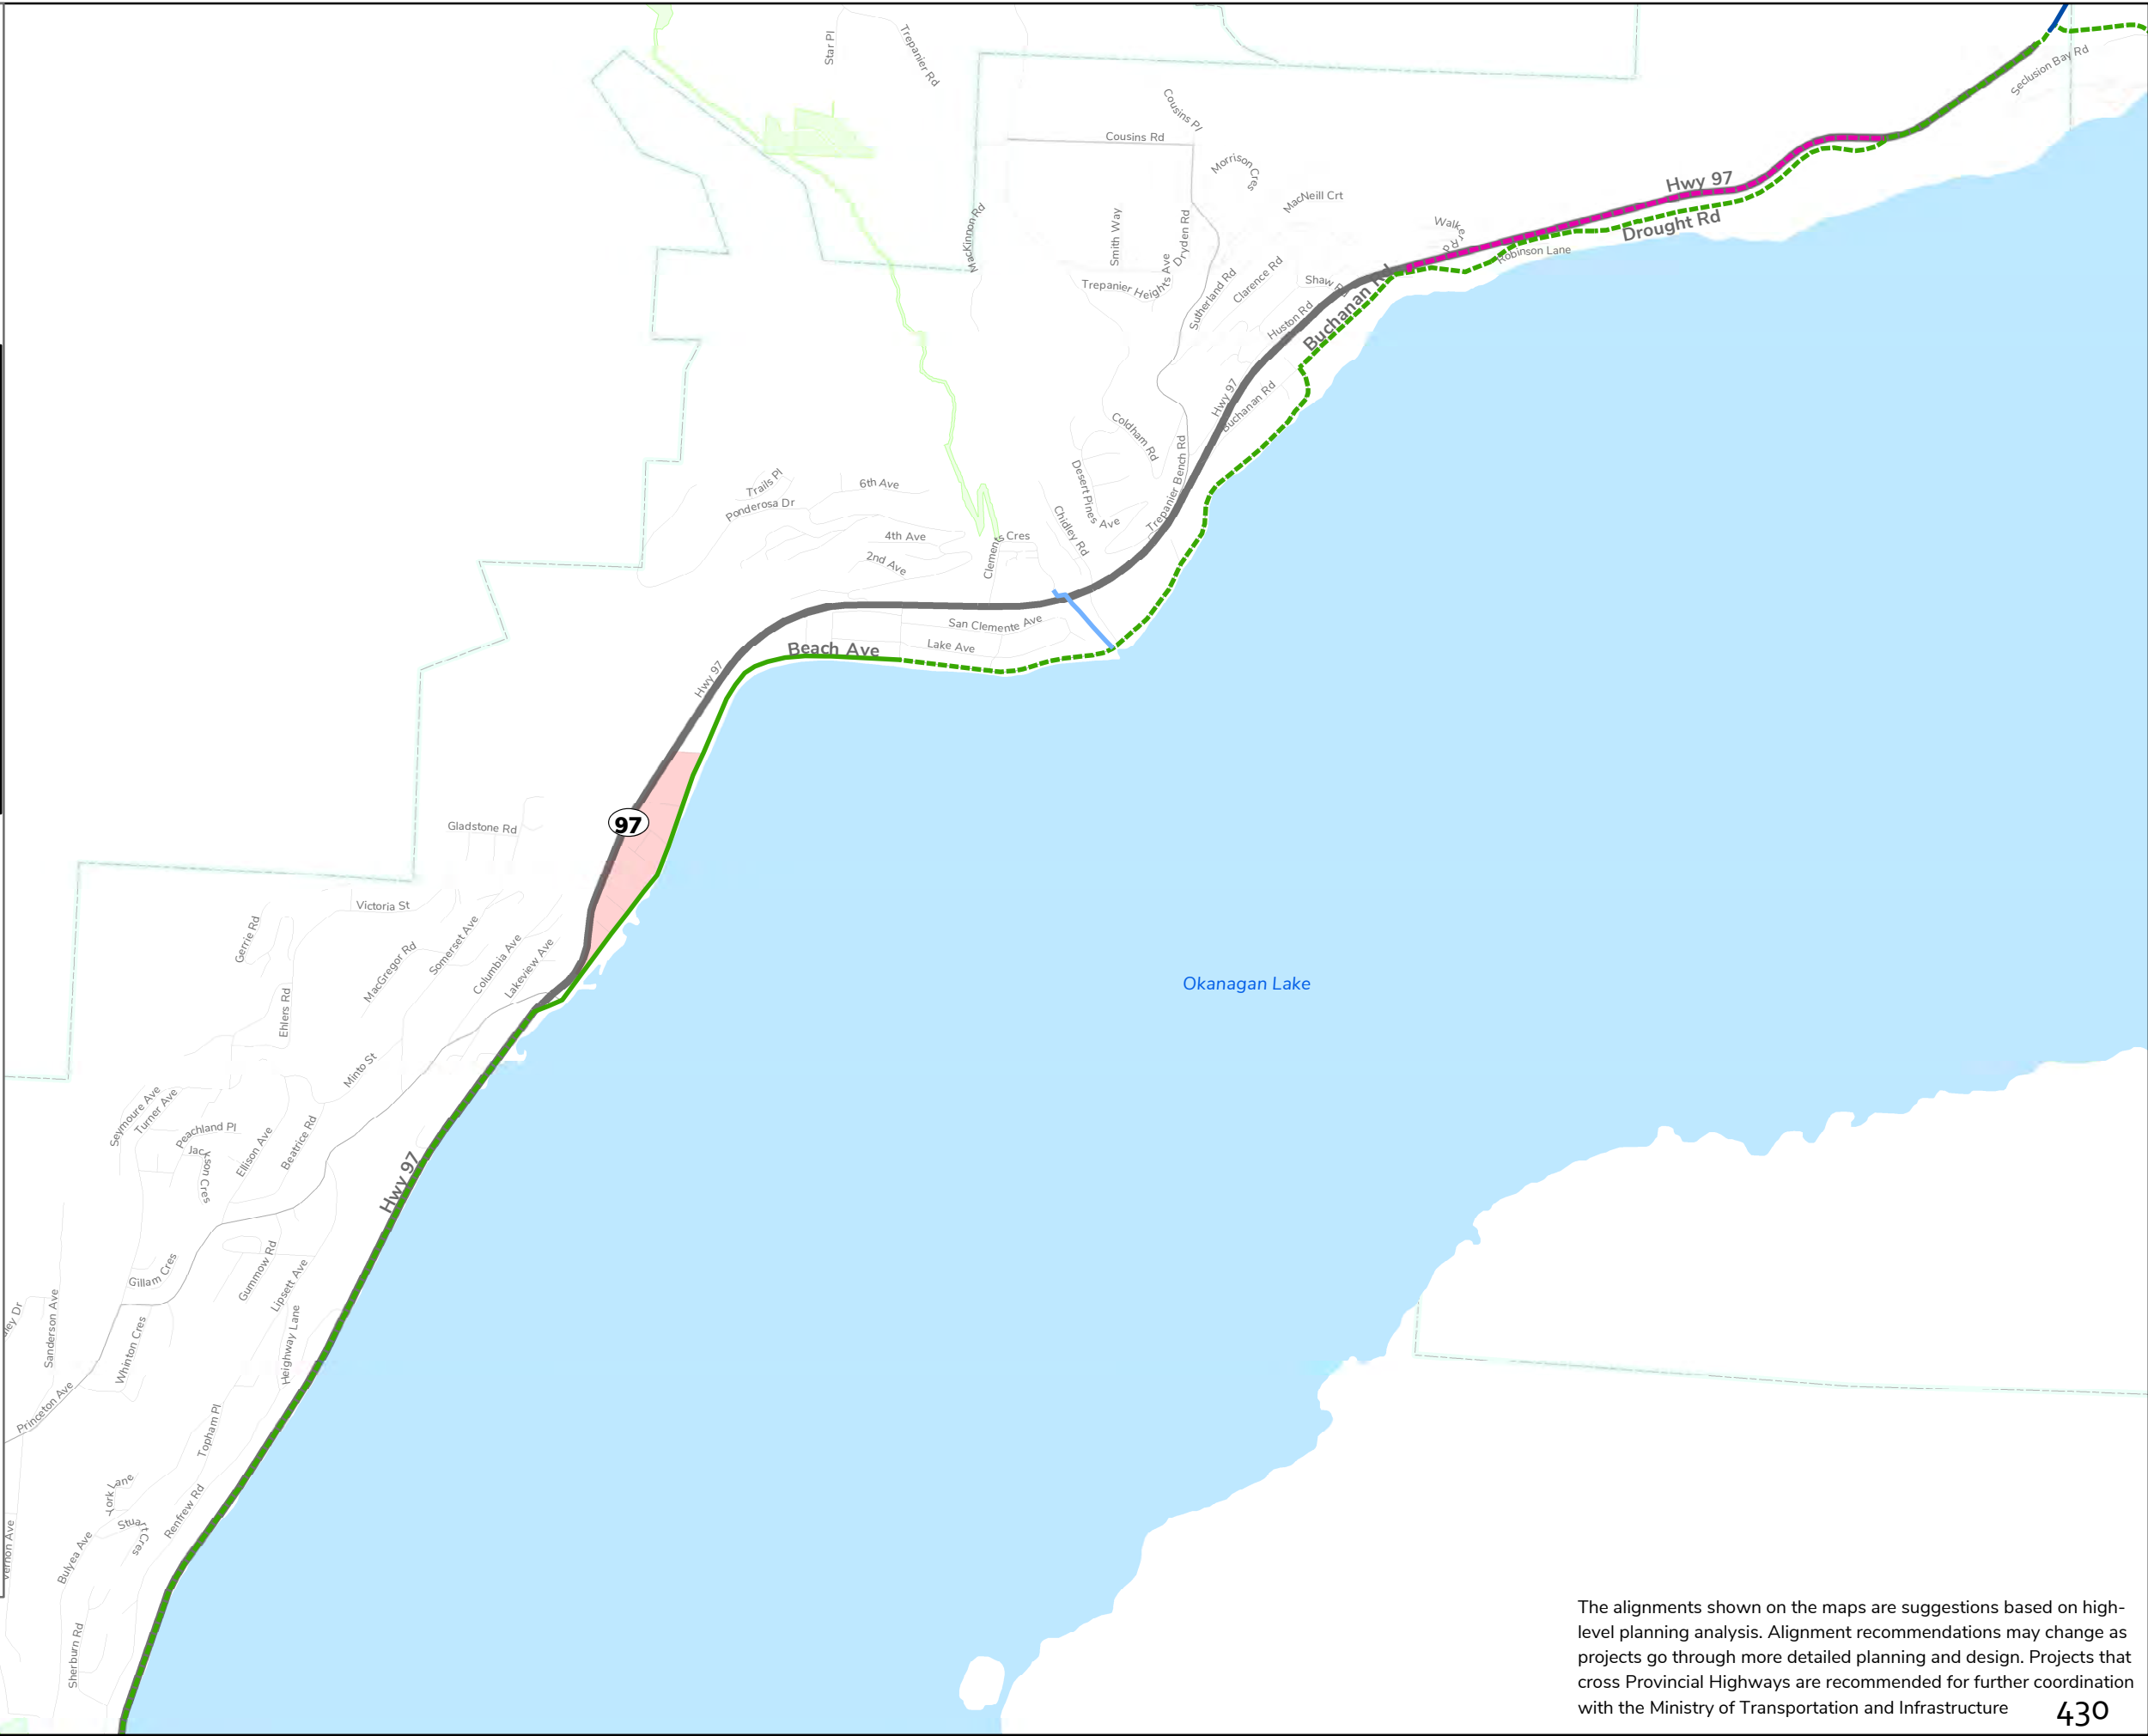 Star Pl
Trepanier Rd
Seclusion Bay Rd
Cousins Pl
Cousins Rd
Morrison Cres
MacNeill Crt
Hwy 97
Drought Rd
Walker Rd
Robinson Lane
MacKinnon Rd
Smith Way
Dryden Rd
Trepanier Heights Ave
Sutherland Rd
Clarence Rd
Shaw Rd
Huston Rd
Buchanan Rd
Hwy 97
Buchanan Rd
Coldham Rd
Desert Pines Ave
Trepanier Bench Rd
Trails Pl
6th Ave
Ponderosa Dr
4th Ave
2nd Ave
Clements Cres
Chidley Rd
San Clemente Ave
Lake Ave
Beach Ave
Hwy 97
97
Gladstone Rd
Victoria St
Gerrie Rd
MacGregor Rd
Somerset Ave
Columbia Ave
Lakeview Ave
Okanagan Lake
Ehlers Rd
Minto St
Seymoure Ave
Turner Ave
Peachland Pl
Jackson Cres
Ellison Ave
Beatrice Rd
Hwy 97
Gillam Cres
Gummow Rd
Lipsett Ave
Sanderson Ave
Whinton Cres
Heighway Lane
Princeton Ave
Topham Pl
York Lane
Stuart Cres
Renfrew Rd
Vernon Ave
Bulyea Ave
Sherburn Rd
The alignments shown on the maps are suggestions based on high-
level planning analysis. Alignment recommendations may change as
projects go through more detailed planning and design. Projects that
cross Provincial Highways are recommended for further coordination
with the Ministry of Transportation and Infrastructure
430